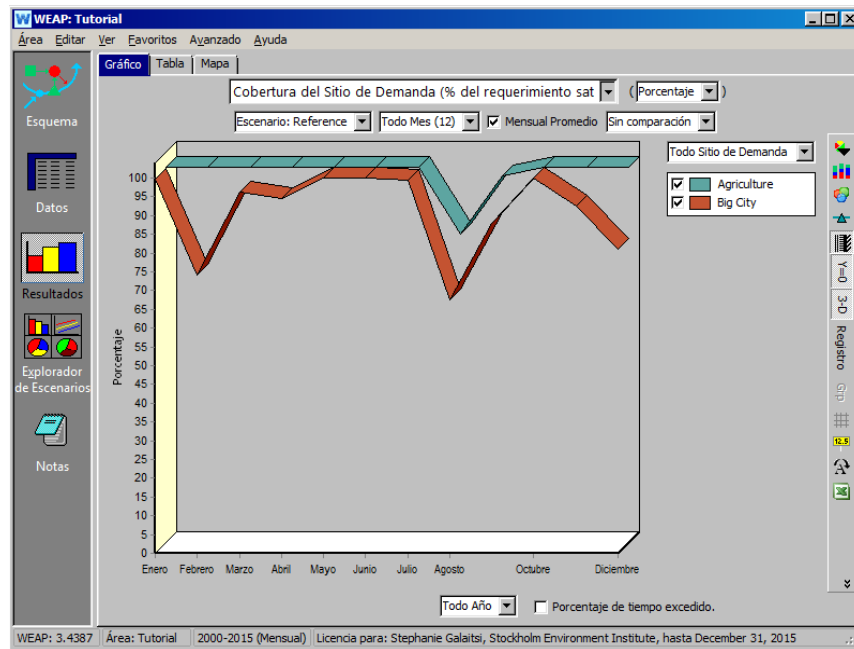 WEAP: Tutorial
Área Editar Ver Favoritos Avanzado Ayuda
Gráfico Tabla Mapa
Cobertura del Sitio de Demanda (% del requerimiento sat (Porcentaje)
Escenario: Reference Todo Mes (12) Mensual Promedio Sin comparación
Todo Sitio de Demanda
Agriculture
Big City
Esquema
Datos
Resultados
Explorador
de Escenarios
Notas
Porcentaje
100
95
90
85
80
75
70
65
60
55
50
45
40
35
30
25
20
15
10
5
0
Enero Febrero Marzo Abril Mayo Junio Julio Agosto Octubre Diciembre
Y=0
3-D
Registro
Grp
12.5
Todo Año Porcentaje de tiempo excedido.
WEAP: 3.4387 Área: Tutorial 2000-2015 (Mensual) Licencia para: Stephanie Galaitsi, Stockholm Environment Institute, hasta December 31, 2015